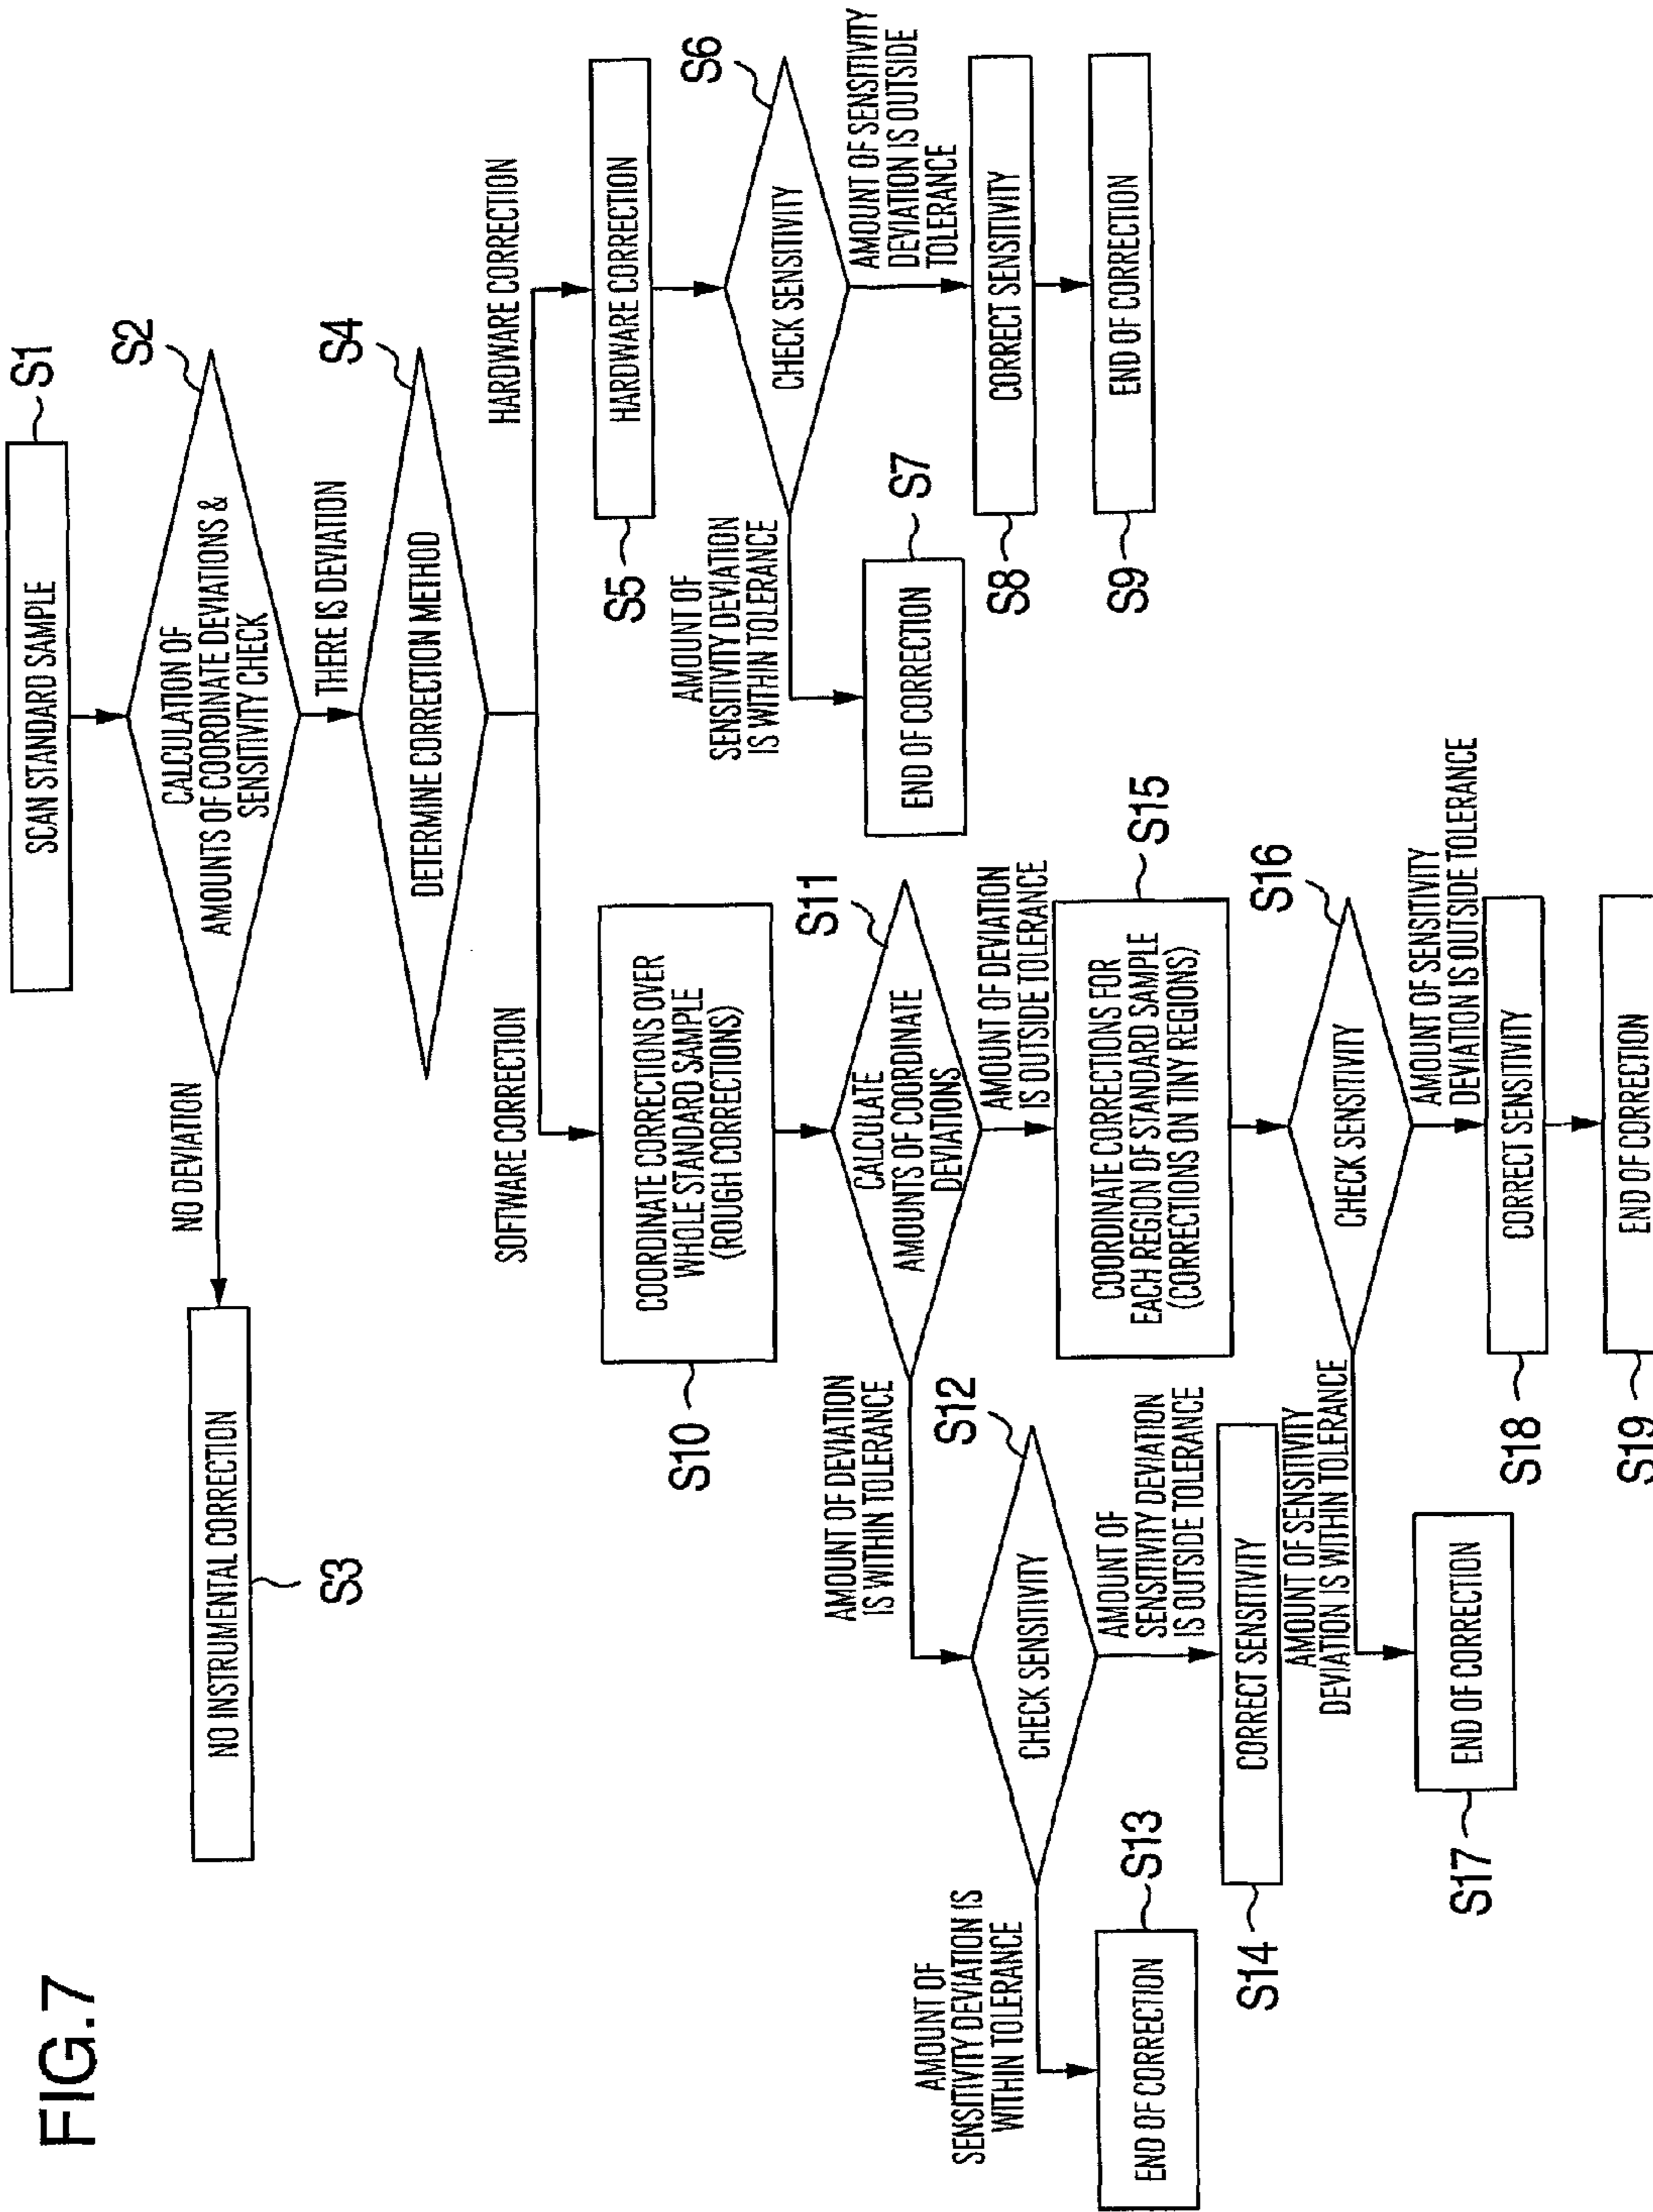 FIG.7
SCAN STANDARD SAMPLE
S1
CALCULATION OF
AMOUNTS OF COORDINATE DEVIATIONS &
SENSITIVITY CHECK
S2
NO DEVIATION
NO INSTRUMENTAL CORRECTION
S3
THERE IS DEVIATION
DETERMINE CORRECTION METHOD
S4
SOFTWARE CORRECTION
HARDWARE CORRECTION
HARDWARE CORRECTION
S5
CHECK SENSITIVITY
S6
AMOUNT OF
SENSITIVITY DEVIATION
IS WITHIN TOLERANCE
END OF CORRECTION
S7
AMOUNT OF SENSITIVITY
DEVIATION IS OUTSIDE
TOLERANCE
CORRECT SENSITIVITY
S8
END OF CORRECTION
S9
COORDINATE CORRECTIONS OVER
WHOLE STANDARD SAMPLE
(ROUGH CORRECTIONS)
S10
CALCULATE
AMOUNTS OF COORDINATE
DEVIATIONS
S11
AMOUNT OF DEVIATION
IS WITHIN TOLERANCE
CHECK SENSITIVITY
S12
AMOUNT OF
SENSITIVITY DEVIATION IS
WITHIN TOLERANCE
END OF CORRECTION
S13
AMOUNT OF
SENSITIVITY DEVIATION
IS OUTSIDE TOLERANCE
CORRECT SENSITIVITY
S14
AMOUNT OF DEVIATION
IS OUTSIDE TOLERANCE
COORDINATE CORRECTIONS FOR
EACH REGION OF STANDARD SAMPLE
(CORRECTIONS ON TINY REGIONS)
S15
CHECK SENSITIVITY
S16
AMOUNT OF SENSITIVITY
DEVIATION IS WITHIN TOLERANCE
END OF CORRECTION
S17
AMOUNT OF SENSITIVITY
DEVIATION IS OUTSIDE TOLERANCE
CORRECT SENSITIVITY
S18
END OF CORRECTION
S19